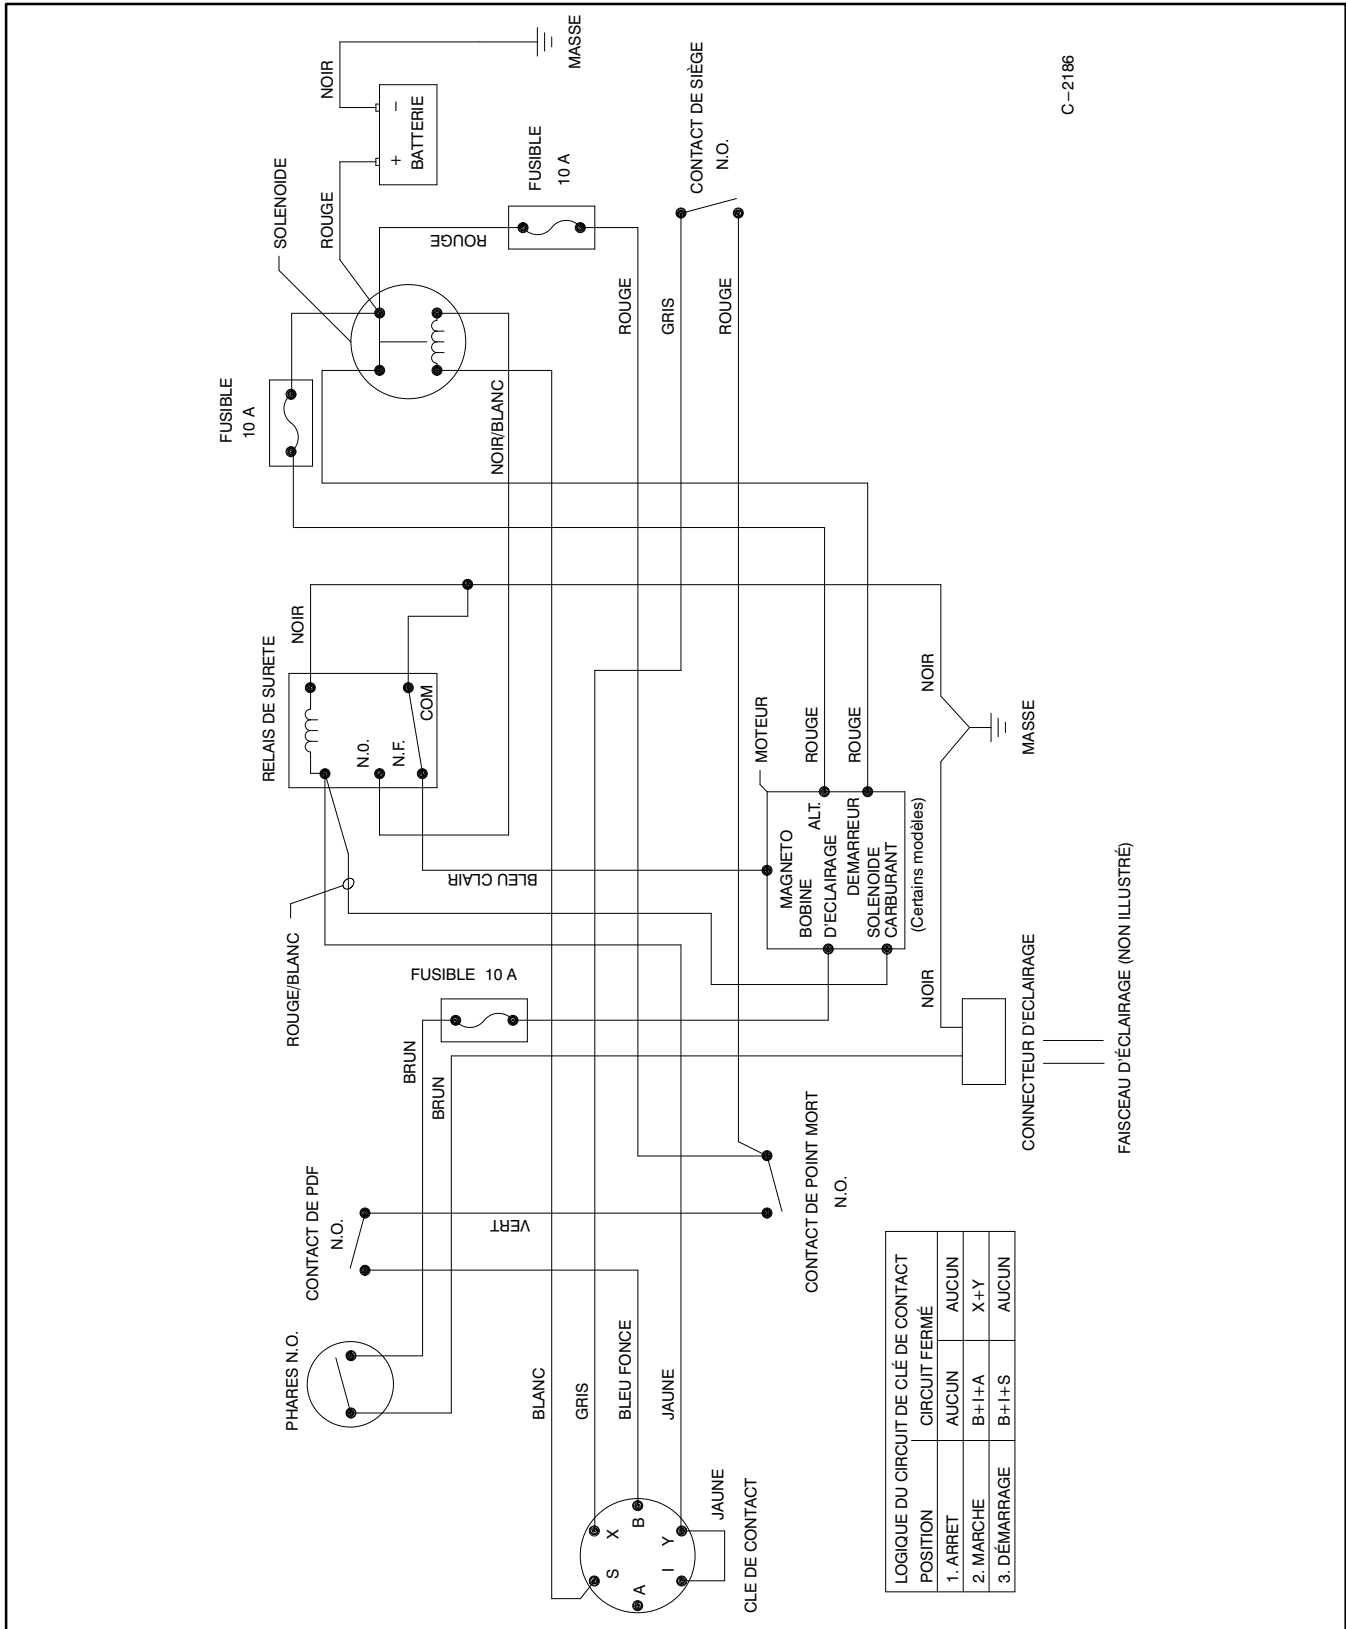 MASSE
NOIR
BATTERIE
+
−
ROUGE
SOLENOIDE
FUSIBLE
10 A
ROUGE
CONTACT DE SIÈGE
N.O.
C−2186
FUSIBLE
10 A
NOIR/BLANC
ROUGE
GRIS
ROUGE
RELAIS DE SURETE
NOIR
COM
N.0.
N.F.
ROUGE/BLANC
BLEU CLAIR
MOTEUR
ROUGE
ROUGE
MAGNETO
BOBINE
D'ECLAIRAGE
ALT.
DEMARREUR
SOLENOIDE
CARBURANT
(Certains modèles)
NOIR
MASSE
NOIR
FUSIBLE 10 A
BRUN
BRUN
CONNECTEUR D'ECLAIRAGE
FAISCEAU D'ÉCLAIRAGE (NON ILLUSTRÉ)
CONTACT DE PDF
N.O.
VERT
CONTACT DE POINT MORT
N.O.
PHARES N.O.
BLANC
GRIS
BLEU FONCE
JAUNE
S
X
A
B
I
Y
JAUNE
CLE DE CONTACT
LOGIQUE DU CIRCUIT DE CLÉ DE CONTACT
POSITION CIRCUIT FERMÉ
1. ARRET AUCUN AUCUN
2. MARCHE B+I+A X+Y
3. DÉMARRAGE B+I+S AUCUN